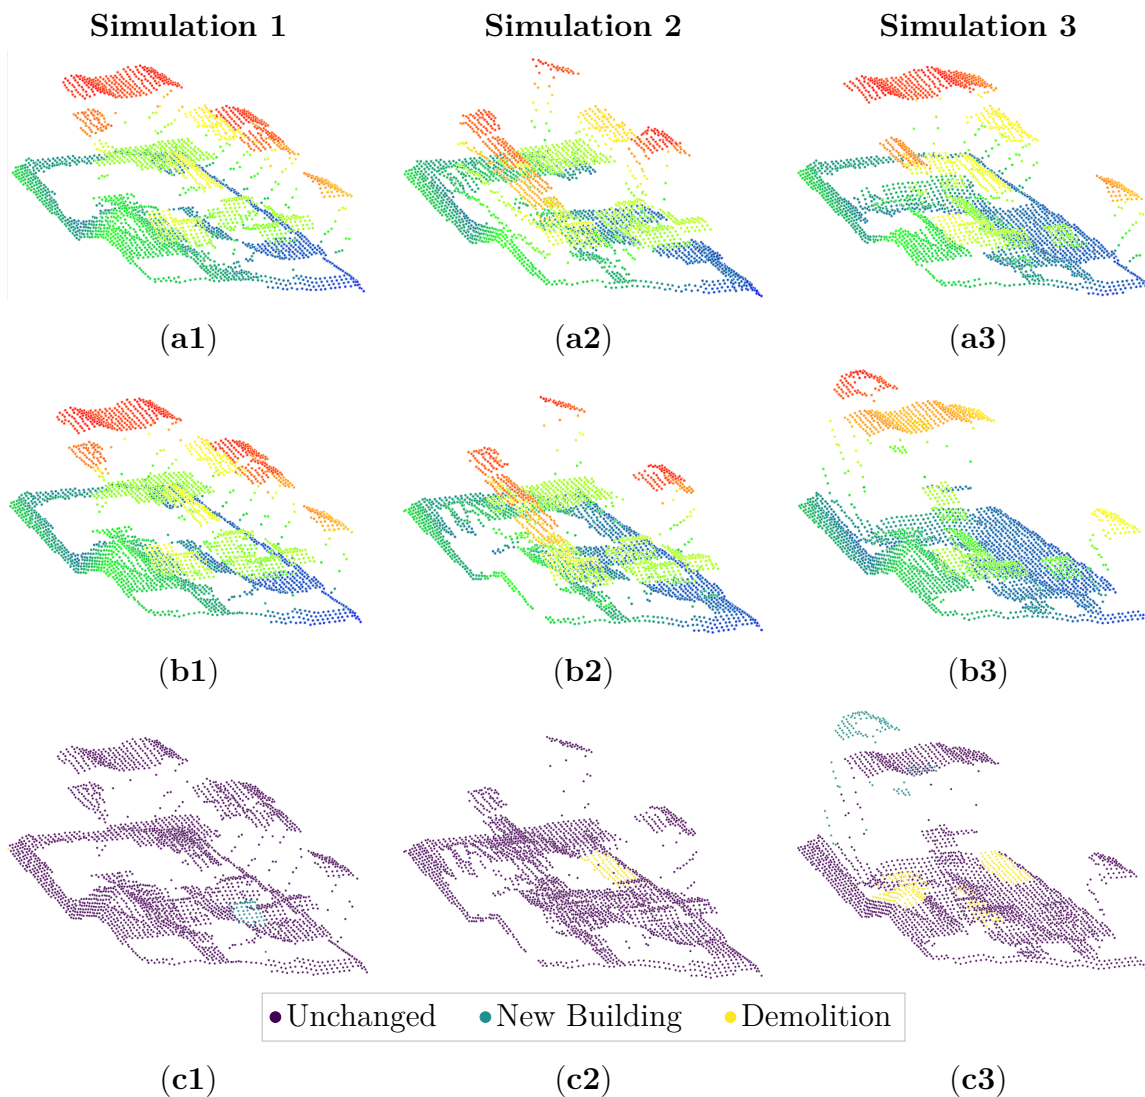 Simulation 1 Simulation 2 Simulation 3
(a1) (a2) (a3)
(b1) (b2) (b3)
Unchanged New Building Demolition
(c1) (c2) (c3)